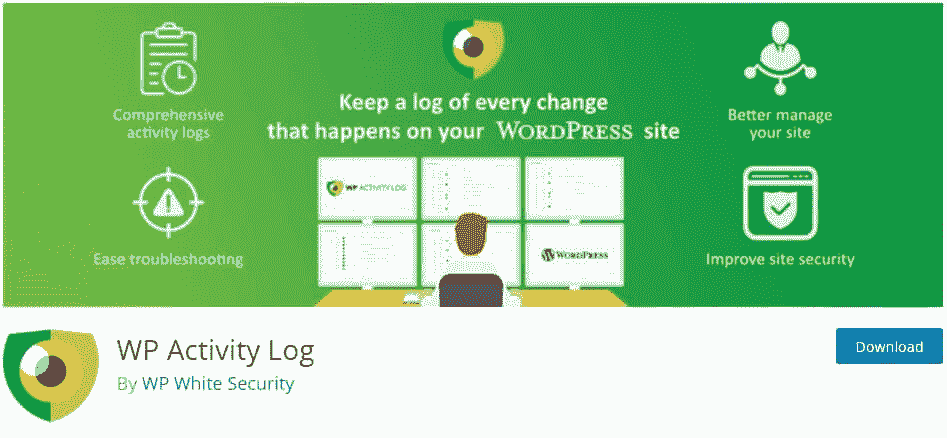 Comprehensive
activity logs
Ease troubleshooting
Keep a log of every change
that happens on your WORDPRESS site
WP ACTIVITY LOG
WORDPRESS
Better manage
your site
Improve site security
WP Activity Log
By WP White Security
Download